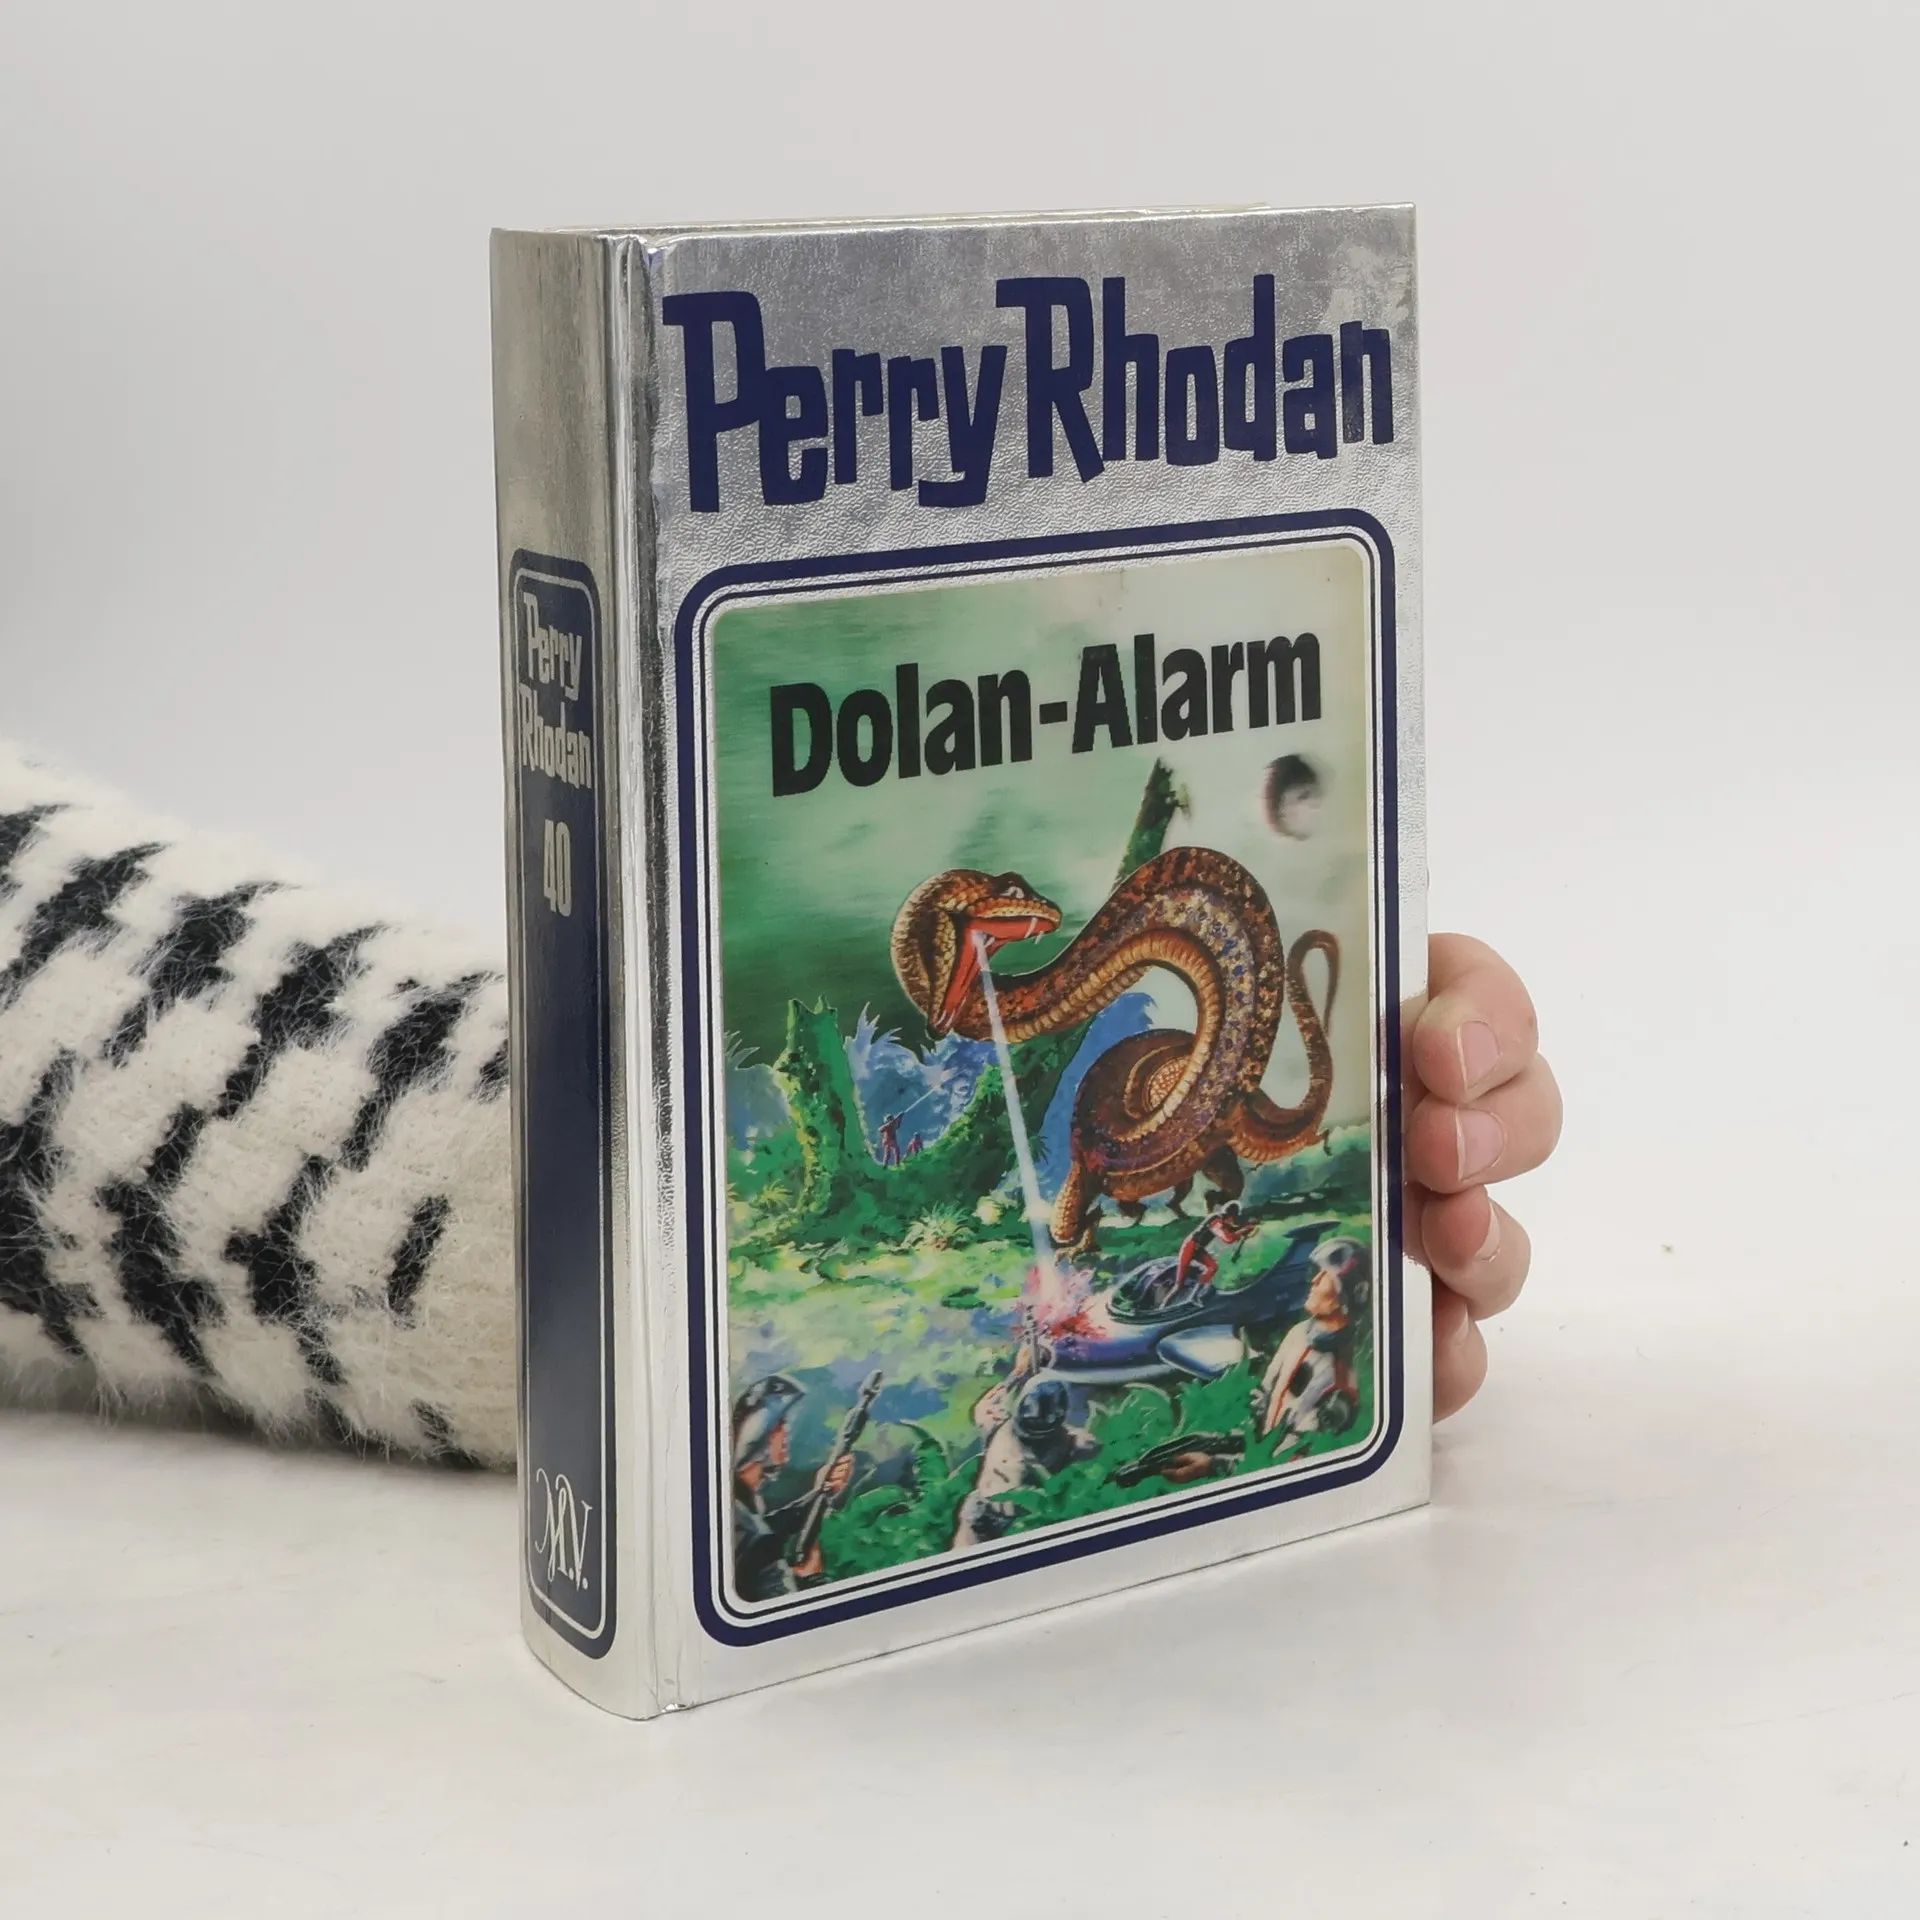 Perry Rhodan
Dolan-Alarm
Perry
Rhodan
40
M.V.